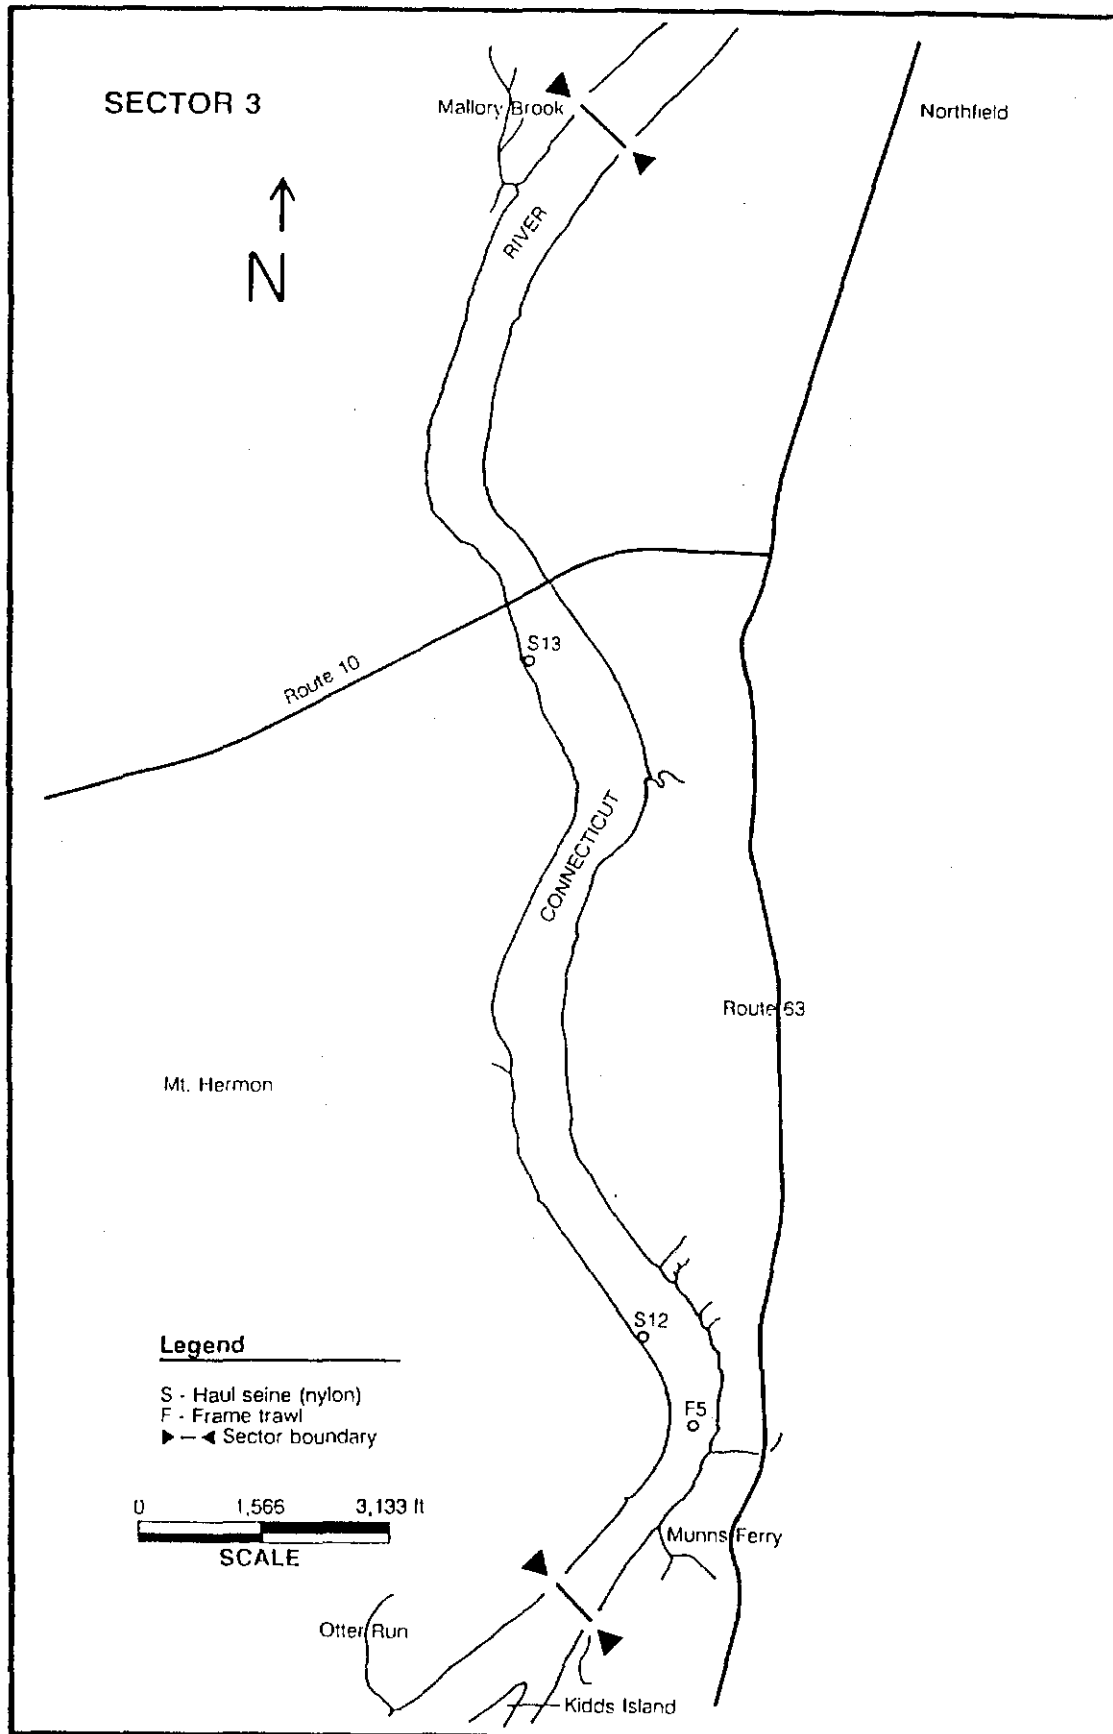 SECTOR 3
Mallory Brook
Northfield
N
RIVER
S13
Route 10
CONNECTICUT
Route 63
Mt. Hermon
S12
Legend
S - Haul seine (nylon)
F - Frame trawl
Sector boundary
F5
0 1,566 3,133 ft
SCALE
Munns Ferry
Otter Run
Kidds Island